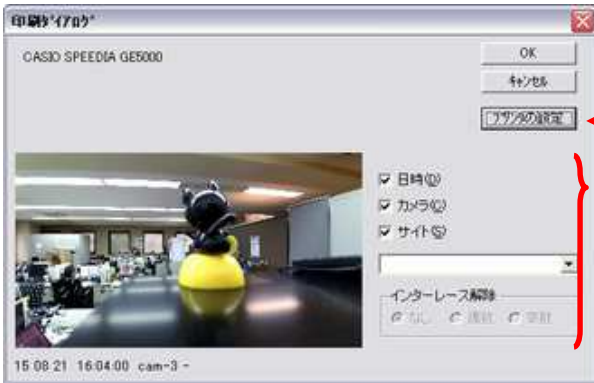 印刷ダイアログ
CASIO SPEEDIA GE5000
OK
キャンセル
プリンタの設定
日時(D)
カメラ(C)
サイト(S)
インターレース解除
なし
15 08 21 16:04:00 cam-3 -